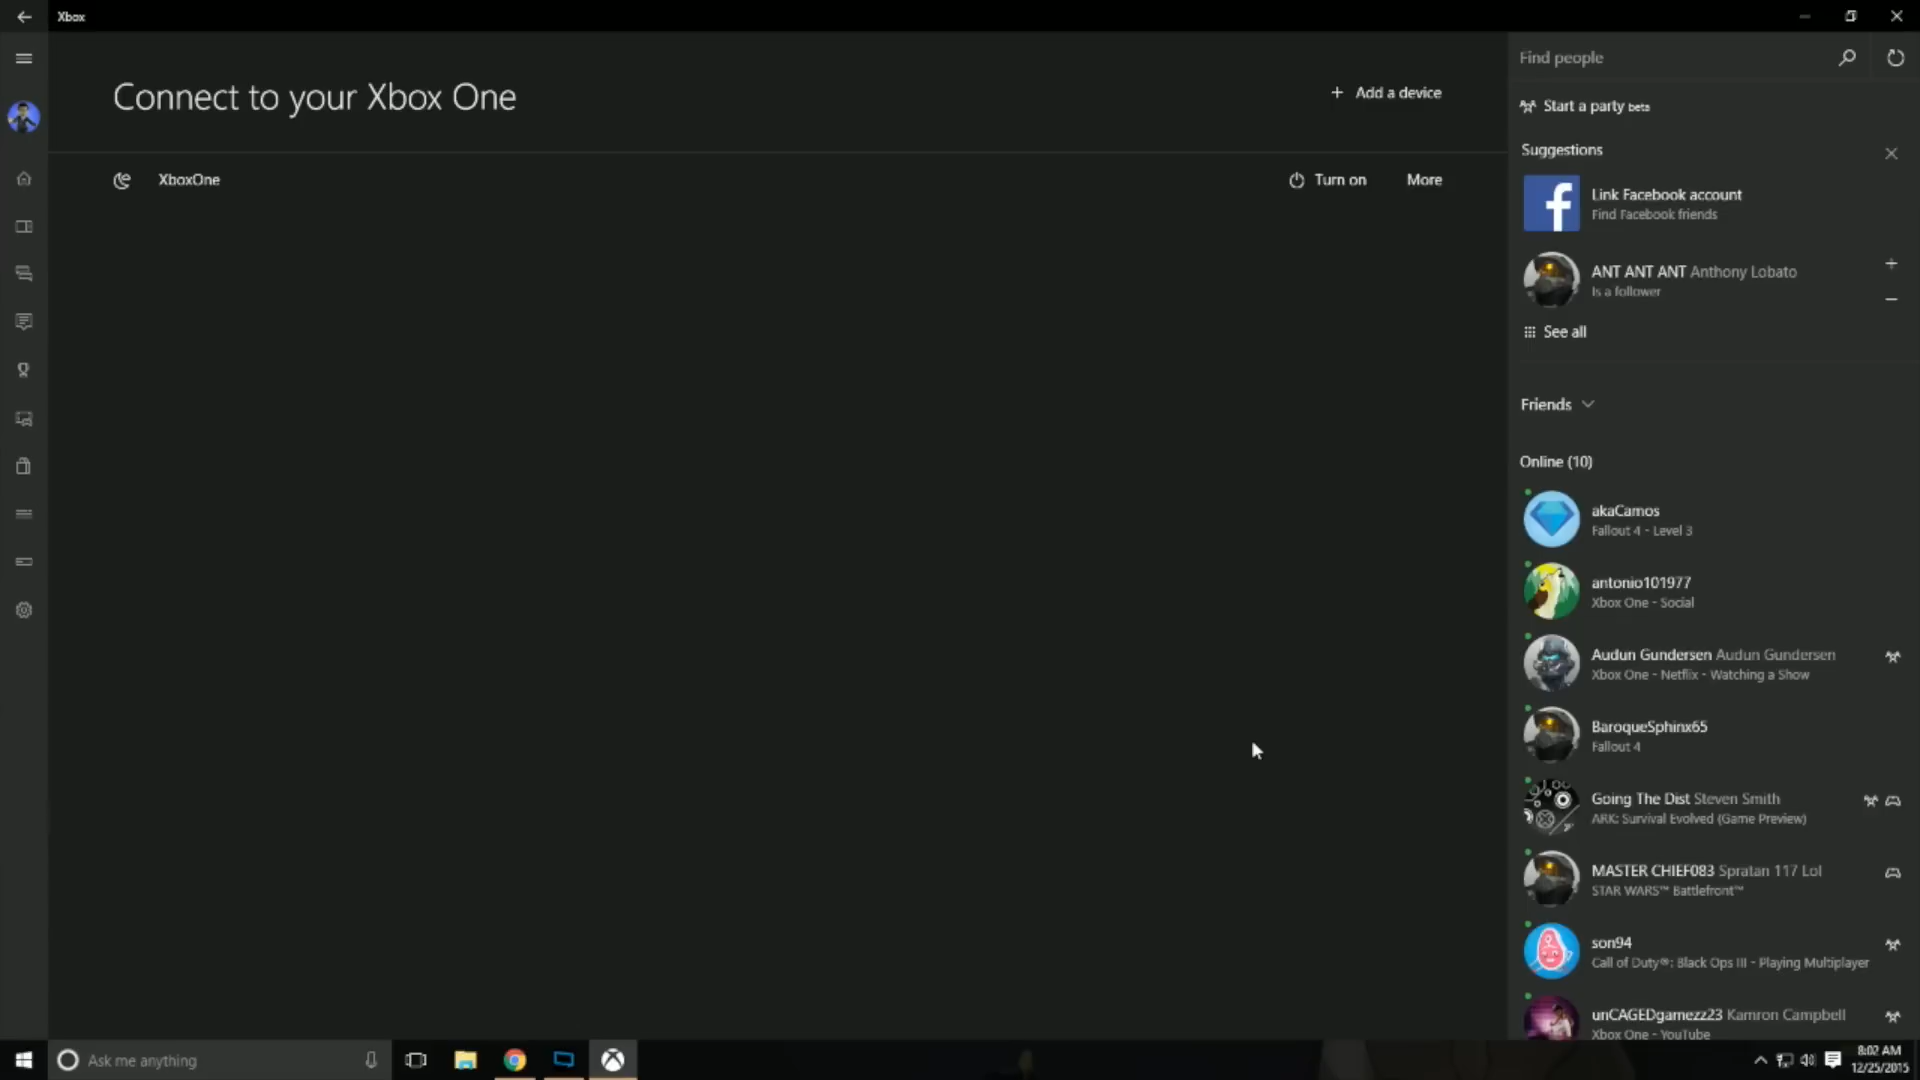 Xbox
Connect to your Xbox One
+ Add a device
XboxOne
Turn on
More
Find people
Start a party beta
Suggestions
Link Facebook account
Find Facebook friends
ANT ANT ANT Anthony Lobato
Is a follower
See all
Friends
Online (10)
akaCamos
Fallout 4 - Level 3
antonio101977
Xbox One - Social
Audun Gundersen Audun Gundersen
Xbox One - Netflix - Watching a Show
BaroqueSphinx65
Fallout 4
Going The Dist Steven Smith
ARK: Survival Evolved (Game Preview)
MASTER CHIEF083 Spratan 117 Lol
STAR WARS™ Battlefront™
son94
Call of Duty®: Black Ops III - Playing Multiplayer
unCAGEDgamezz23 Kamron Campbell
Xbox One - YouTube
Ask me anything
8:02 AM
12/25/2015